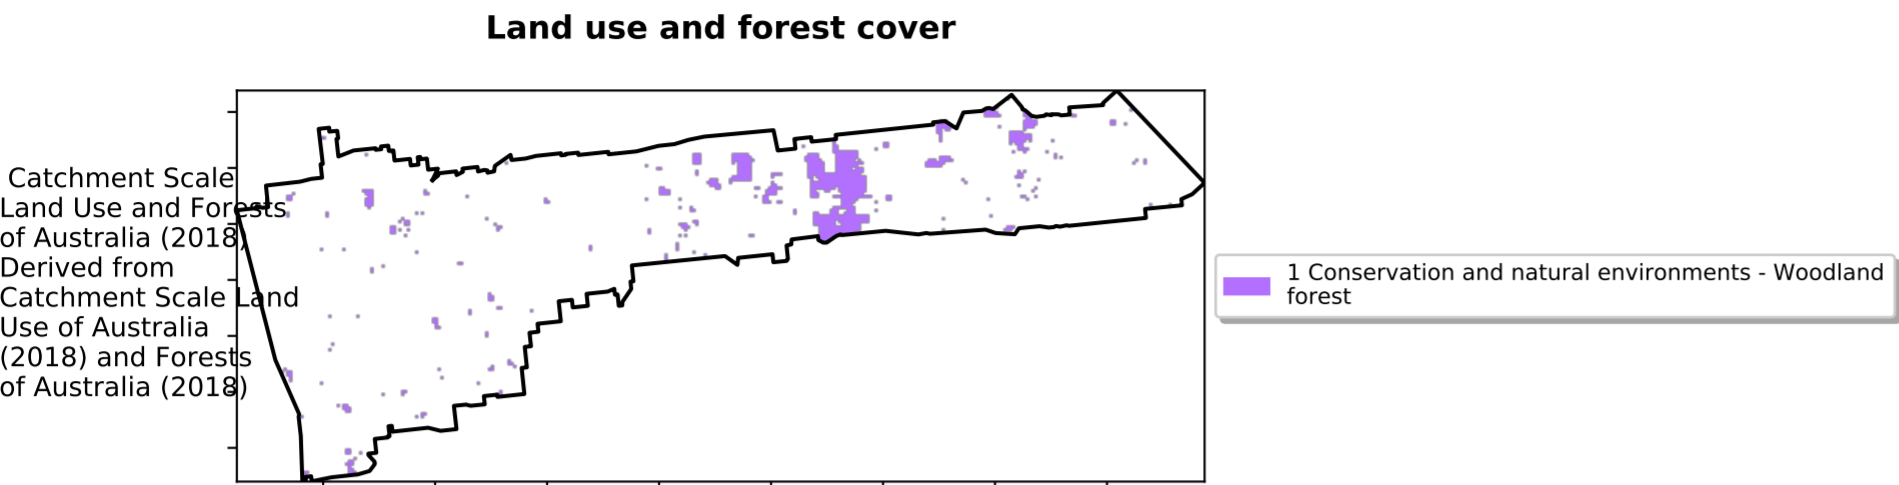 Land use and forest cover
Catchment Scale
Land Use and Forests
of Australia (2018)
Derived from
Catchment Scale Land
Use of Australia
(2018) and Forests
of Australia (2018)
1 Conservation and natural environments - Woodland
forest